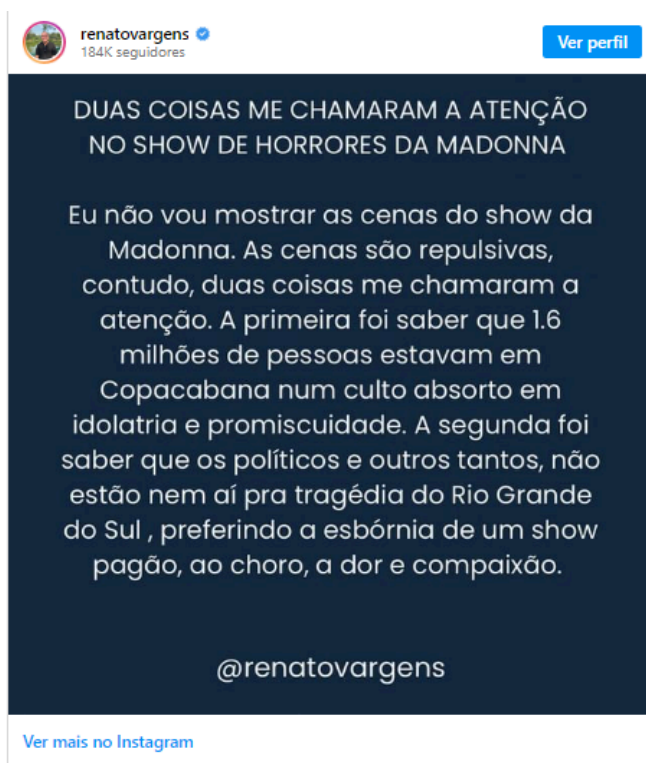 renatovargens
184K seguidores
Ver perfil
DUAS COISAS ME CHAMARAM A ATENÇÃO
NO SHOW DE HORRORES DA MADONNA
Eu não vou mostrar as cenas do show da
Madonna. As cenas são repulsivas,
contudo, duas coisas me chamaram a
atenção. A primeira foi saber que 1.6
milhões de pessoas estavam em
Copacabana num culto absorto em
idolatria e promiscuidade. A segunda foi
saber que os políticos e outros tantos, não
estão nem aí pra tragédia do Rio Grande
do Sul , preferindo a esbórnia de um show
pagão, ao choro, a dor e compaixão.
@renatovargens
Ver mais no Instagram